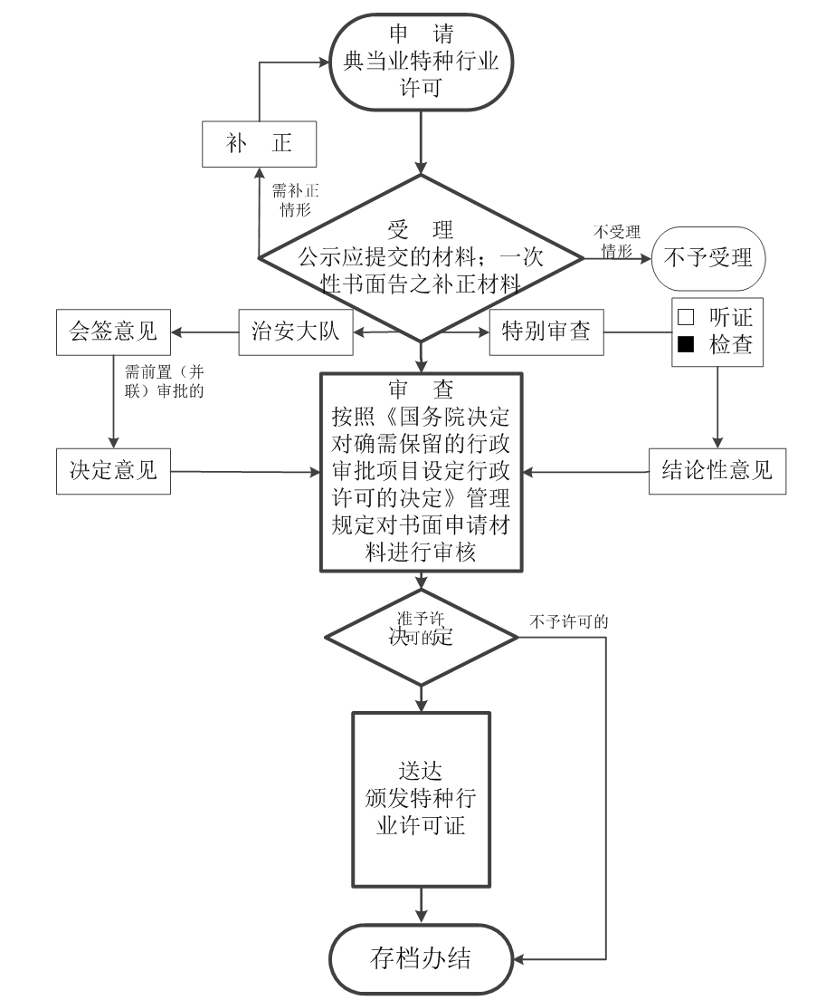 申 请
典当业特种行业
许可
补 正
需补正
情形
受 理
公示应提交的材料；一次
性书面告之补正材料
不受理
情形
不予受理
会签意见
治安大队
特别审查
□ 听证
■ 检查
需前置（并
联）审批的
审 查
按照《国务院决定
对确需保留的行政
审批项目设定行政
许可的决定》管理
规定对书面申请材
料进行审核
决定意见
结论性意见
准予许
可的
决 定
不予许可的
送达
颁发特种行
业许可证
存档办结